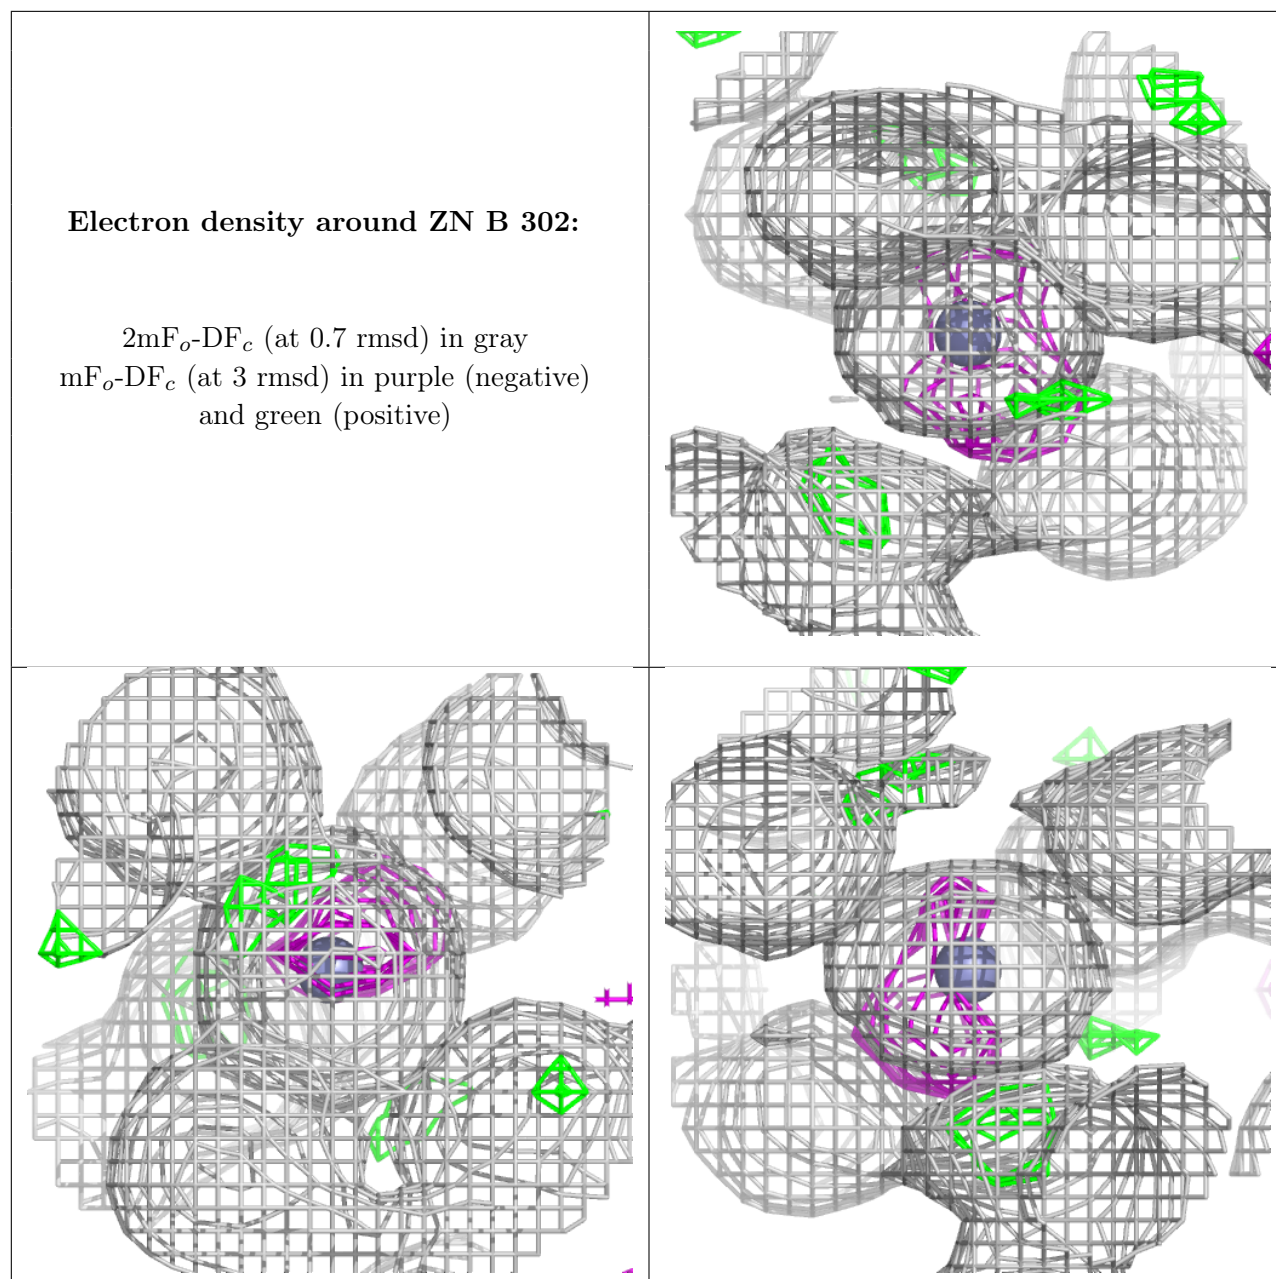 Electron density around ZN B 302:
2mFo-DFc (at 0.7 rmsd) in gray
mFo-DFc (at 3 rmsd) in purple (negative)
and green (positive)